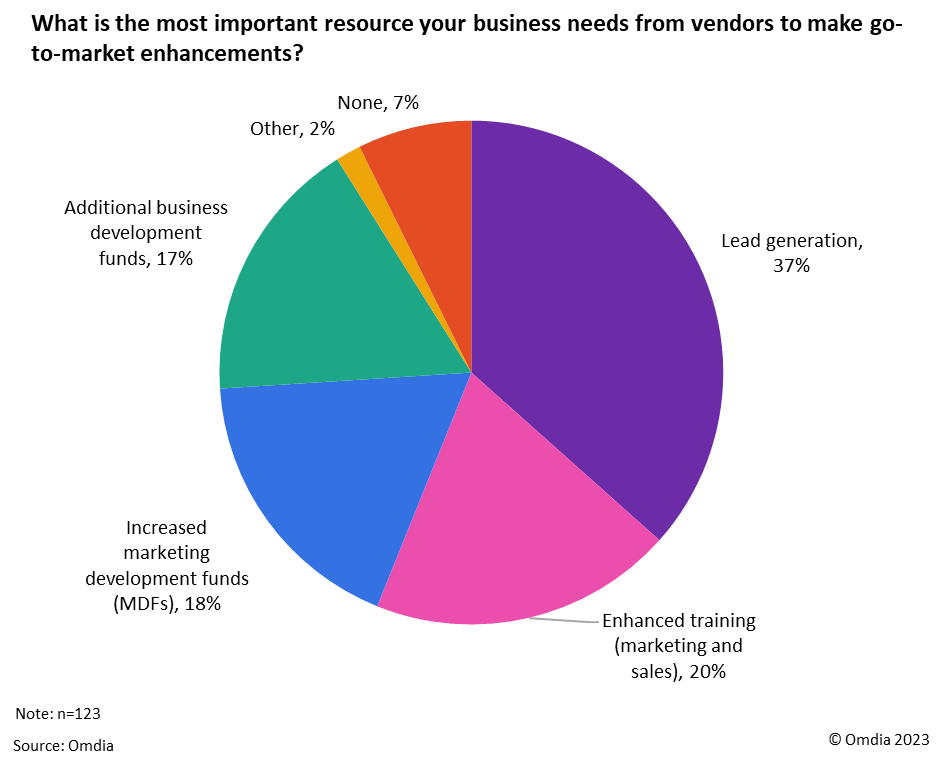 What is the most important resource your business needs from vendors to make go-
to-market enhancements?
None, 7%
Other, 2%
Additional business
development
funds, 17%
Lead generation,
37%
Increased
marketing
development funds
(MDFs), 18%
Enhanced training
(marketing and
sales), 20%
Note: n=123
Source: Omdia
© Omdia 2023